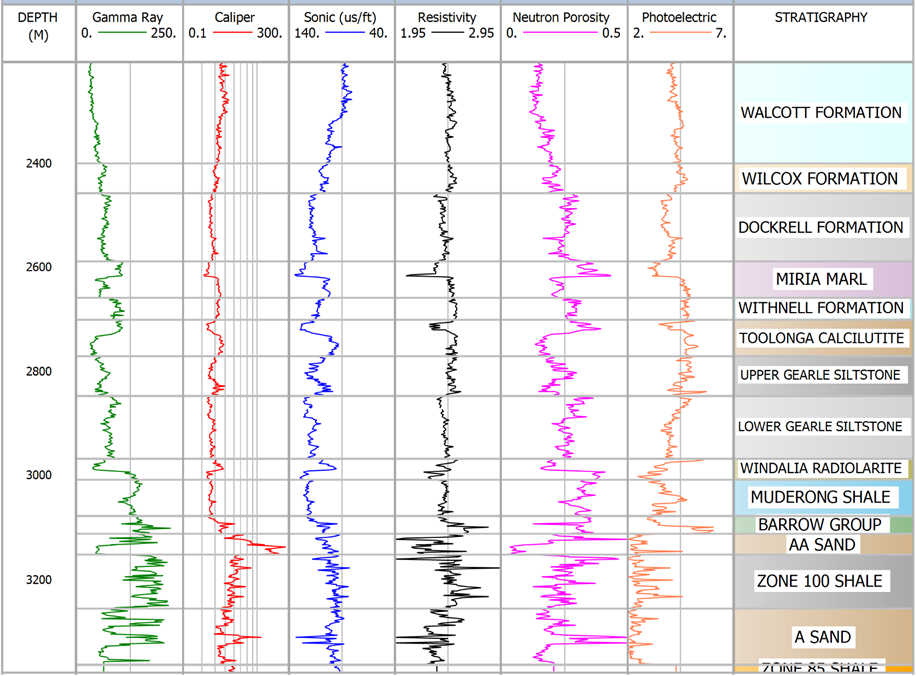 DEPTH (M)
Gamma Ray
0. 250.
Caliper
0.1 300.
Sonic (us/ft)
140. 40.
Resistivity
1.95 2.95
Neutron Porosity
0. 0.5
Photoelectric
2. 7.
STRATIGRAPHY
WALCOTT FORMATION
2400
WILCOX FORMATION
DOCKRELL FORMATION
2600
MIRIA MARL
WITHNELL FORMATION
TOOLONGA CALCILUTITE
2800
UPPER GEARLE SILTSTONE
LOWER GEARLE SILTSTONE
WINDALIA RADIOLARITE
3000
MUDERONG SHALE
BARROW GROUP
AA SAND
3200
ZONE 100 SHALE
A SAND
ZONE 85 SHALE